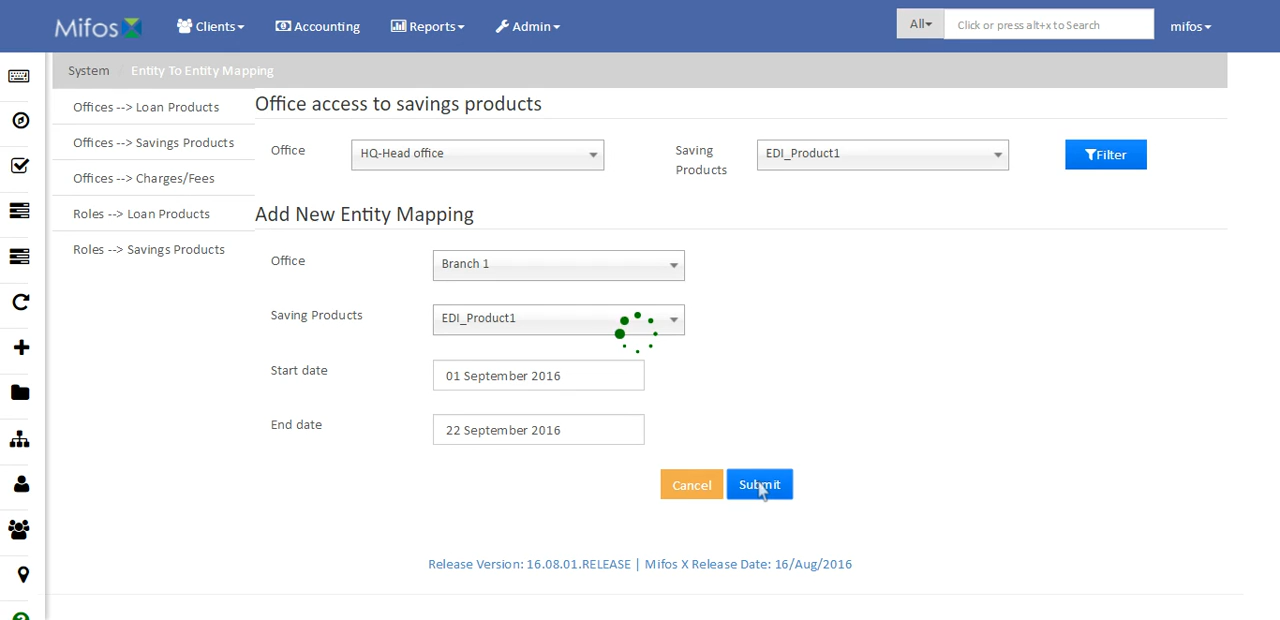 Mifos Clients Accounting Reports Admin All Click or press alt+x to Search mifos
System / Entity To Entity Mapping
Offices --> Loan Products
Offices --> Savings Products
Offices --> Charges/Fees
Roles --> Loan Products
Roles --> Savings Products
Office access to savings products
Office HQ-Head office Saving Products EDI_Product1 Filter
Add New Entity Mapping
Office Branch 1
Saving Products EDI_Product1
Start date 01 September 2016
End date 22 September 2016
Cancel Submit
Release Version: 16.08.01.RELEASE | Mifos X Release Date: 16/Aug/2016